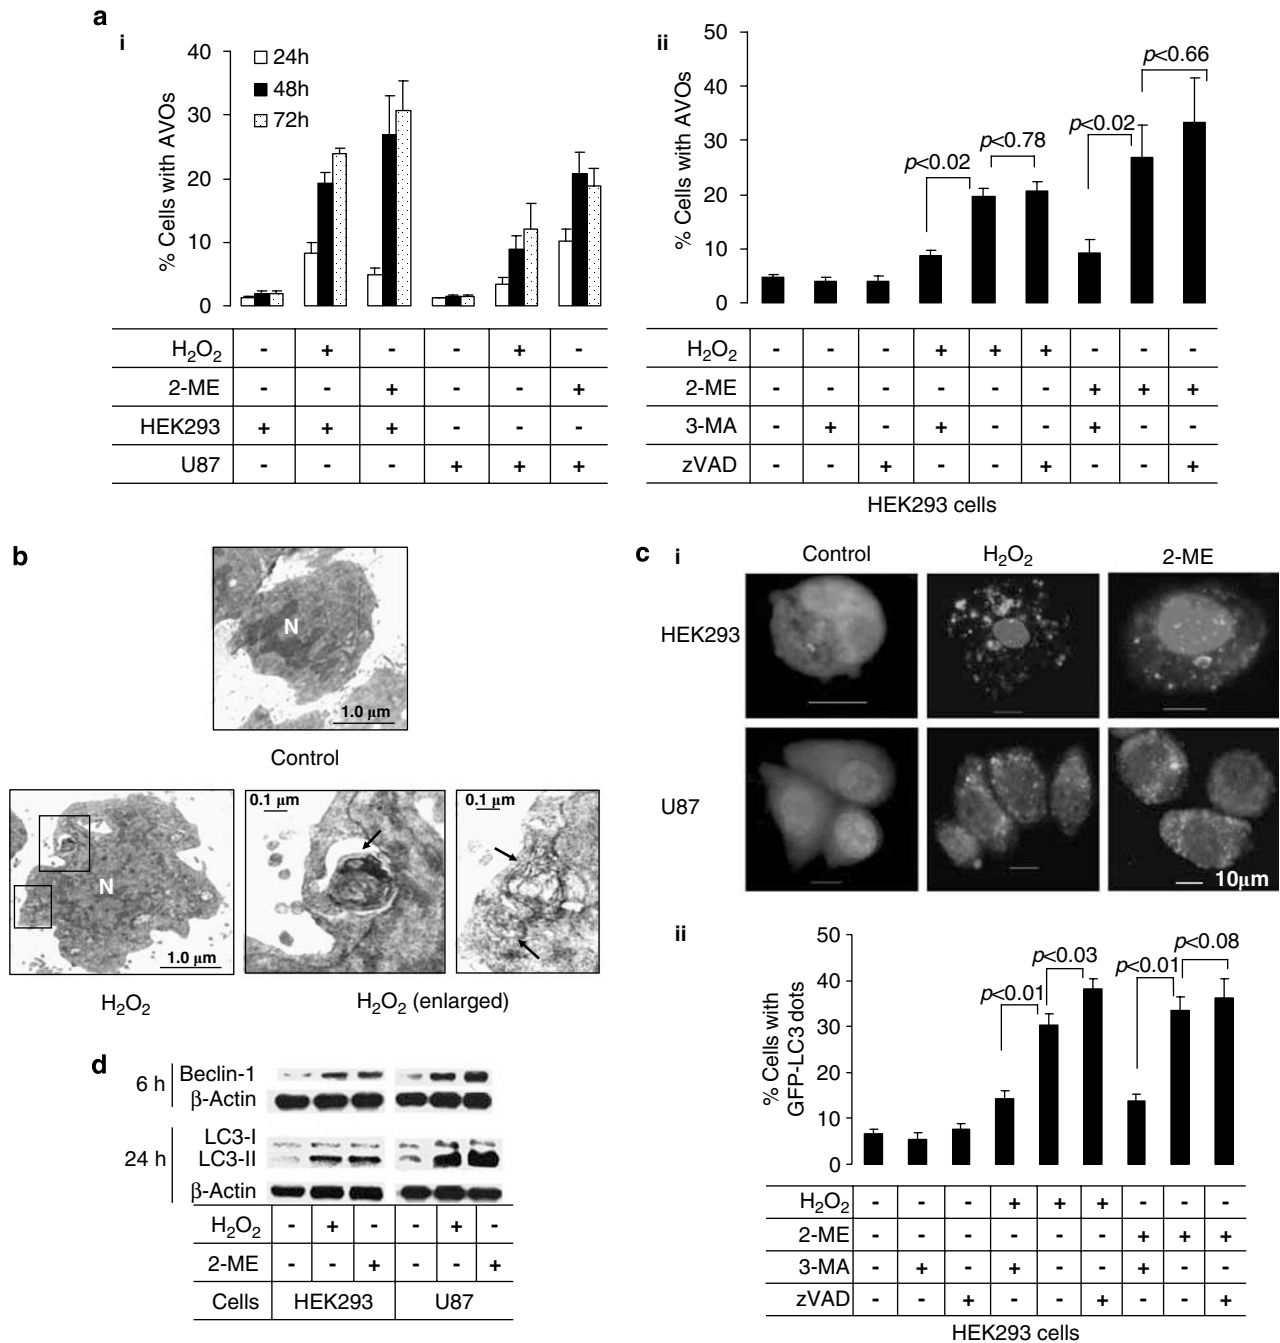 a
i
40
30
20
10
0
% Cells with AVOs
24h
48h
72h
H₂O₂ - + - - + -
2-ME - - + - - +
HEK293 + + + - - -
U87 - - - + + +
ii
50
40
30
20
10
0
% Cells with AVOs
p<0.02
p<0.78
p<0.02
p<0.66
H₂O₂ - - - + + + - - -
2-ME - - - - - - + + +
3-MA - + - + - - + - -
zVAD - - + - - + - - +
HEK293 cells
b
N
1.0 µm
Control
N
1.0 µm
H₂O₂
0.1 µm
0.1 µm
H₂O₂ (enlarged)
c
i
Control H₂O₂ 2-ME
HEK293
U87
10µm
ii
50
40
30
20
10
0
% Cells with
GFP-LC3 dots
p<0.01
p<0.03
p<0.01
p<0.08
H₂O₂ - - - + + + - - -
2-ME - - - - - - + + +
3-MA - + - + - - + - -
zVAD - - + - - + - - +
HEK293 cells
d
6 h
Beclin-1
β-Actin
24 h
LC3-I
LC3-II
β-Actin
H₂O₂ - + - - + -
2-ME - - + - - +
Cells HEK293 U87